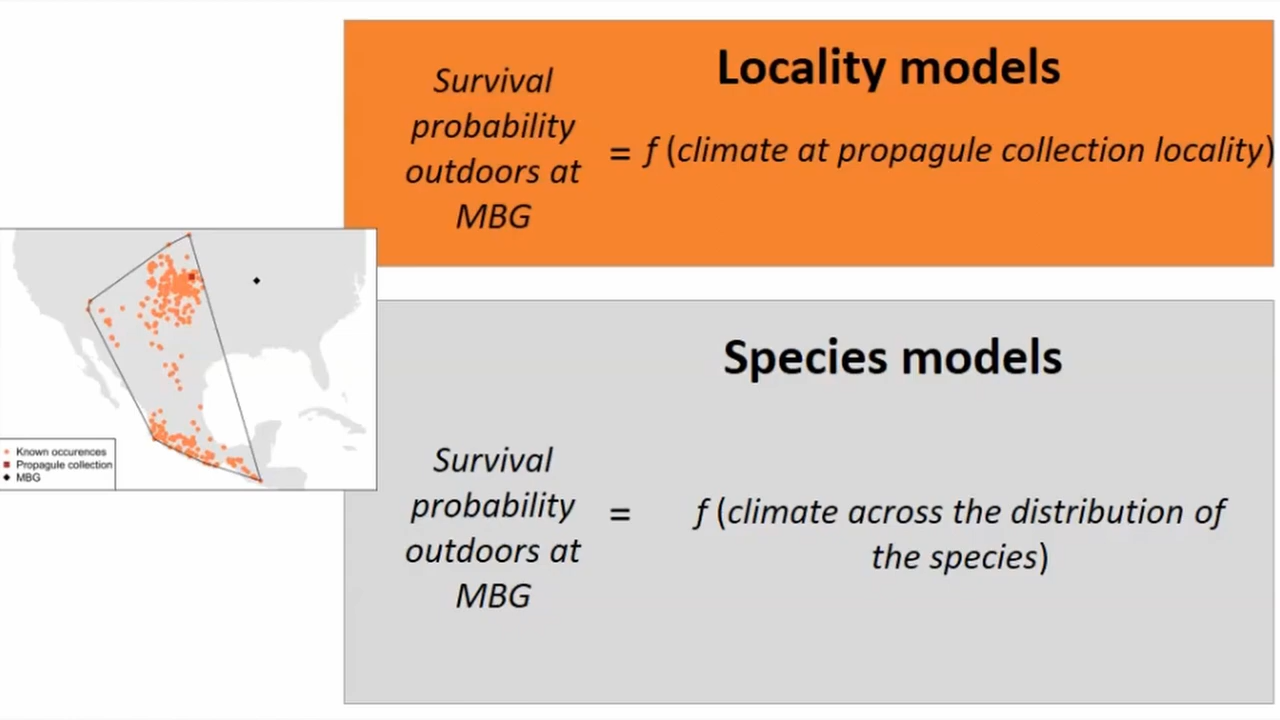 Locality models
Survival
probability
outdoors at
MBG
= f (climate at propagule collection locality)
Known occurences
Propagule collection
MBG
Species models
Survival
probability
outdoors at
MBG
=
f (climate across the distribution of
the species)